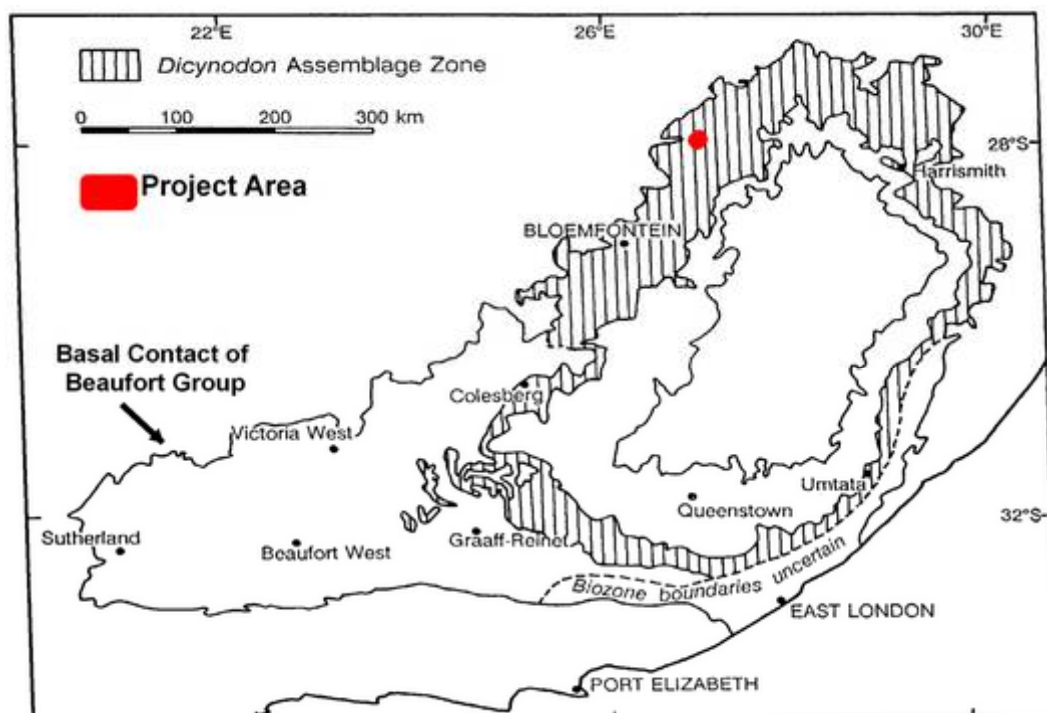 22°E
26°E
30°E
Dicynodon Assemblage Zone
0 100 200 300 km
28°S
Project Area
Harrismith
BLOEMFONTEIN
Basal Contact of
Beaufort Group
Colesberg
Victoria West
Umtata
Queenstown
32°S
Sutherland
Beaufort West
Graaff-Reinet
Biozone boundaries uncertain
EAST LONDON
PORT ELIZABETH